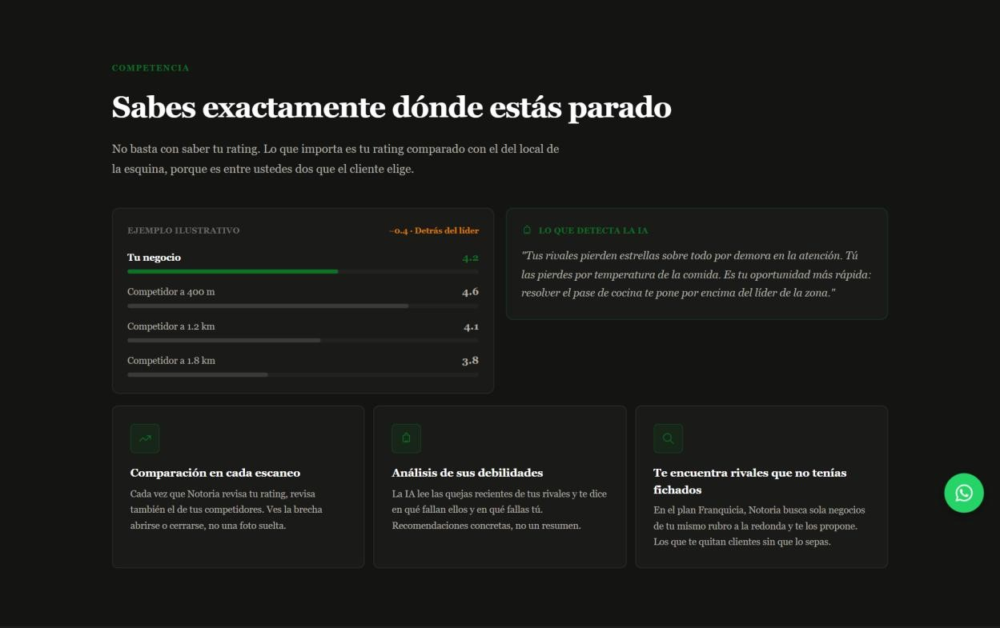 COMPETENCIA
Sabes exactamente dónde estás parado
No basta con saber tu rating. Lo que importa es tu rating comparado con el del local de
la esquina, porque es entre ustedes dos que el cliente elige.
EJEMPLO ILUSTRATIVO
−0.4 · Detrás del líder
Tu negocio
4.2
Competidor a 400 m
4.6
Competidor a 1.2 km
4.1
Competidor a 1.8 km
3.8
LO QUE DETECTA LA IA
"Tus rivales pierden estrellas sobre todo por demora en la atención. Tú
las pierdes por temperatura de la comida. Es tu oportunidad más rápida:
resolver el pase de cocina te pone por encima del líder de la zona."
Comparación en cada escaneo
Cada vez que Notoria revisa tu rating, revisa
también el de tus competidores. Ves la brecha
abrirse o cerrarse, no una foto suelta.
Análisis de sus debilidades
La IA lee las quejas recientes de tus rivales y te dice
en qué fallan ellos y en qué fallas tú.
Recomendaciones concretas, no un resumen.
Te encuentra rivales que no tenías
fichados
En el plan Franquicia, Notoria busca sola negocios
de tu mismo rubro a la redonda y te los propone.
Los que te quitan clientes sin que lo sepas.